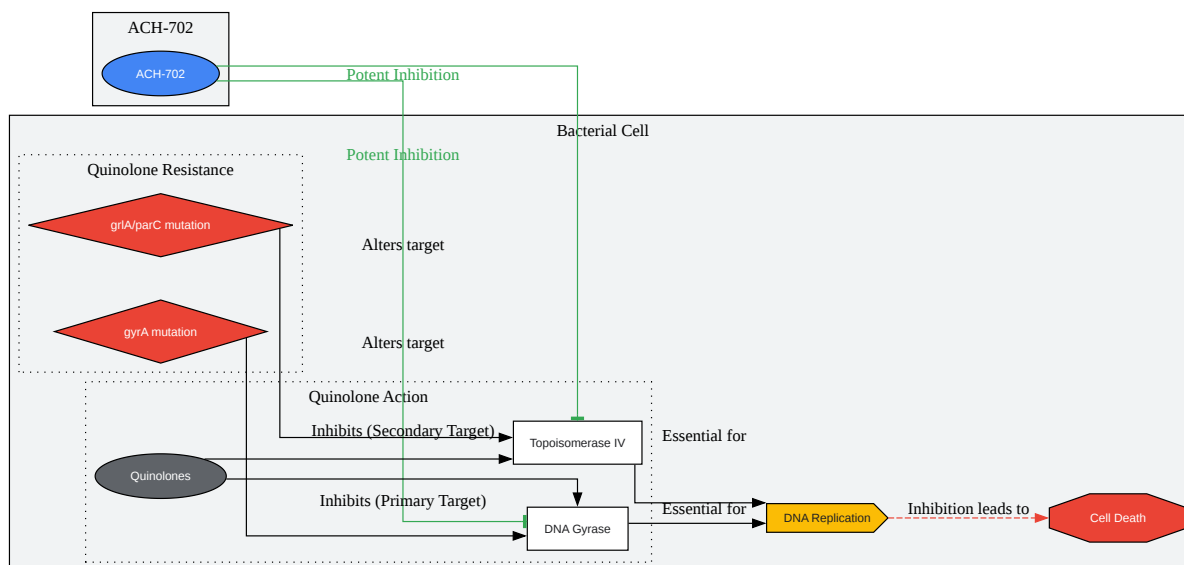 ACH-702
ACH-702
Potent Inhibition
Bacterial Cell
Potent Inhibition
Quinolone Resistance
grlA/parC mutation
Alters target
gyrA mutation
Alters target
Quinolone Action
Inhibits (Secondary Target)
Topoisomerase IV
Essential for
Quinolones
Inhibits (Primary Target)
DNA Gyrase
Essential for
DNA Replication
Inhibition leads to
Cell Death